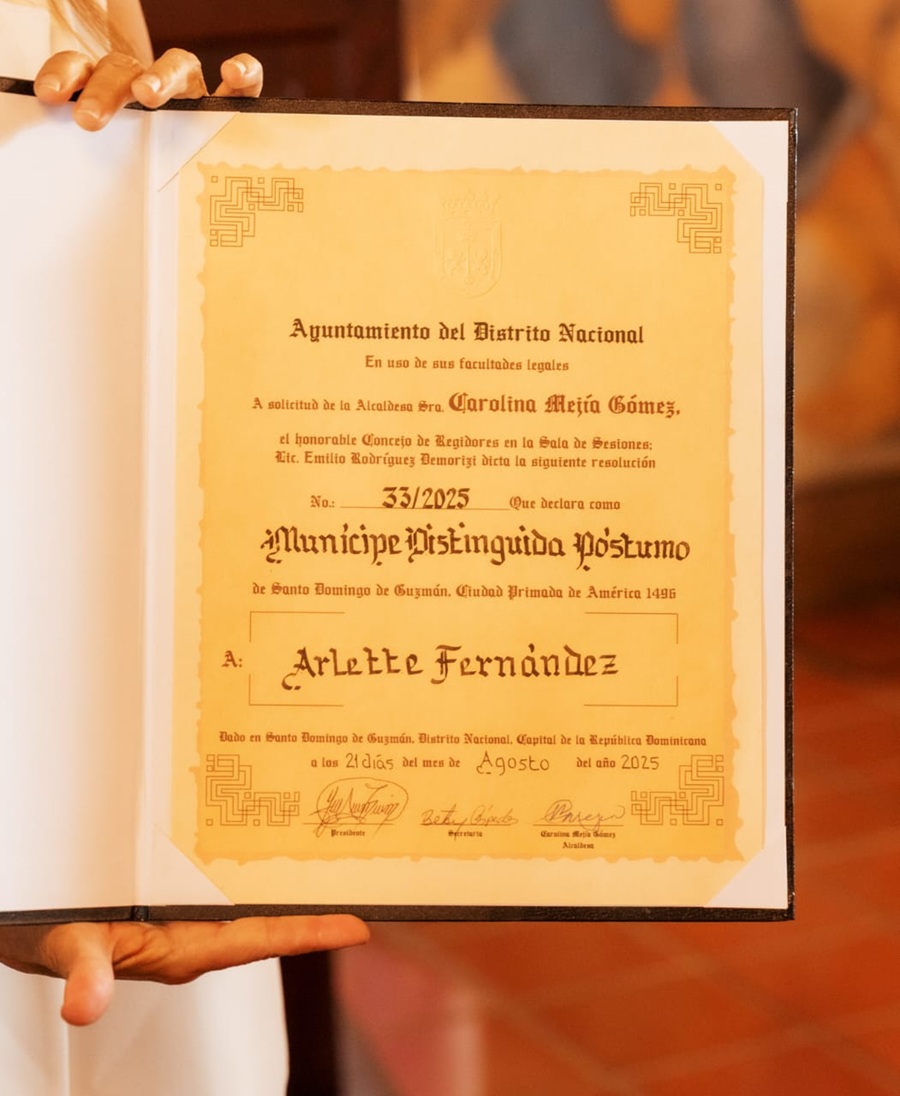 Ayuntamiento del Distrito Nacional
En uso de sus facultades legales
A solicitud de la Alcaldesa Sra. Carolina Mejía Gómez,
el honorable Concejo de Regidores en la Sala de Sesiones:
Lic. Emilio Rodríguez Demorizi dicta la siguiente resolución
No.: 33/2025 Que declara como
Munícipe Distinguida Póstumo
de Santo Domingo de Guzmán, Ciudad Primada de América 1496
A: Arlette Fernández
Dado en Santo Domingo de Guzmán, Distrito Nacional, Capital de la República Dominicana
a los 21 días del mes de Agosto del año 2025
Presidente Secretaria Carolina Mejía Gómez
Alcaldesa